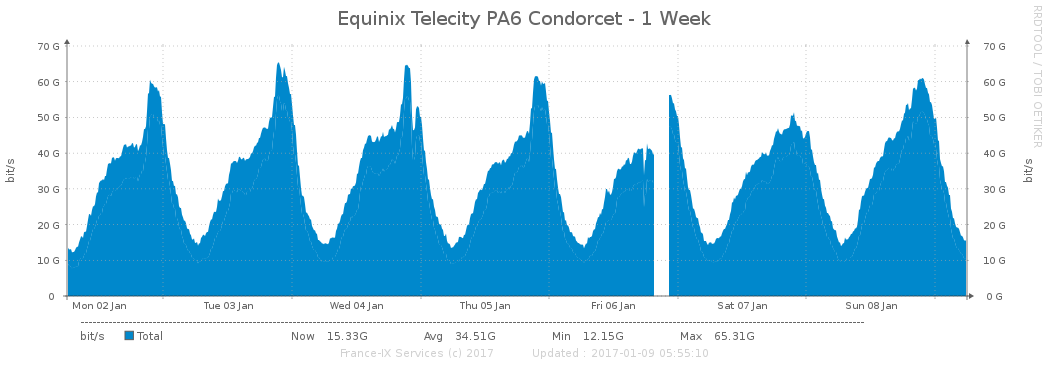 Equinix Telecity PA6 Condorcet - 1 Week
RRDTOOL / TOBI OETIKER
70 G 70 G
60 G 60 G
50 G 50 G
40 G 40 G
30 G 30 G
20 G 20 G
10 G 10 G
0 0 G
bit/s bit/s
Mon 02 Jan Tue 03 Jan Wed 04 Jan Thu 05 Jan Fri 06 Jan Sat 07 Jan Sun 08 Jan
bit/s Total Now 15.33G Avg 34.51G Min 12.15G Max 65.31G
France-IX Services (c) 2017 Updated : 2017-01-09 05:55:10